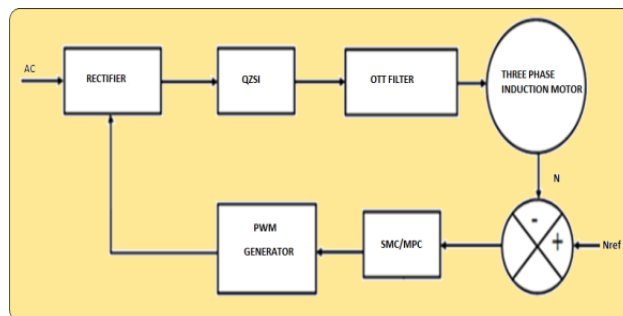 AC
RECTIFIER
QZSI
OTT FILTER
THREE PHASE
INDUCTION MOTOR
N
PWM
GENERATOR
SMC/MPC
-
+
Nref